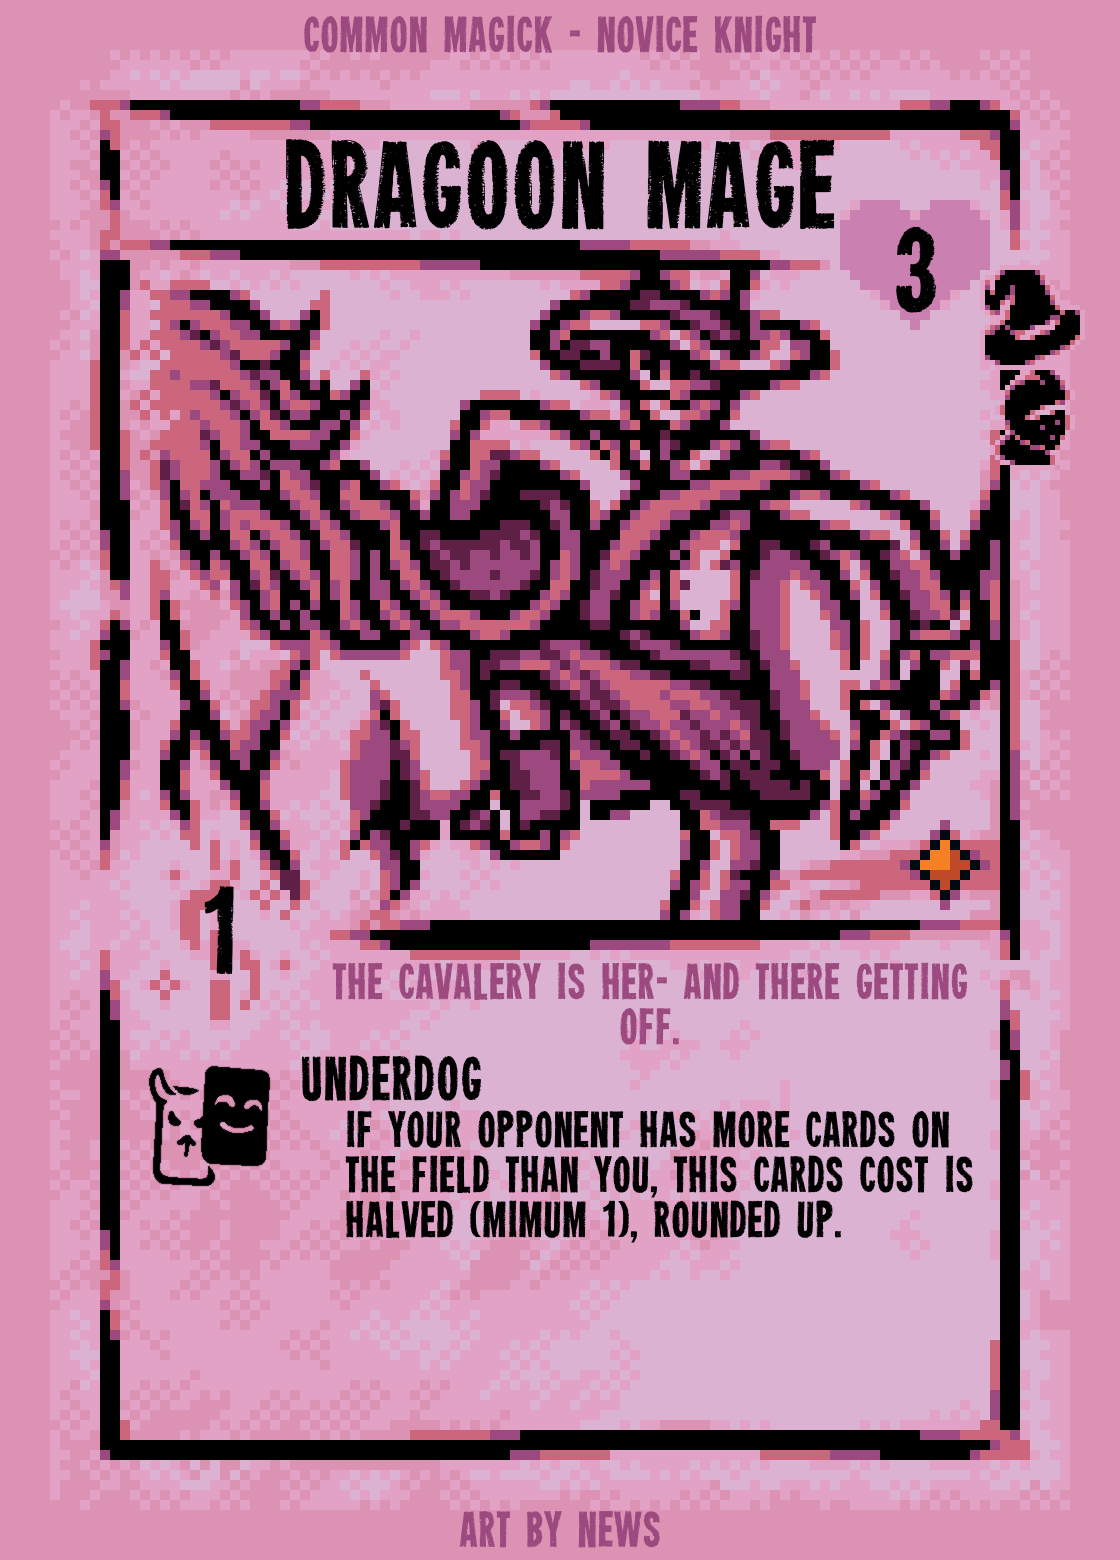 COMMON MAGICK - NOVICE KNIGHT
DRAGOON MAGE
3
1
THE CAVALERY IS HER- AND THERE GETTING
OFF.
UNDERDOG
IF YOUR OPPONENT HAS MORE CARDS ON
THE FIELD THAN YOU, THIS CARDS COST IS
HALVED (MIMUM 1), ROUNDED UP.
ART BY NEWS